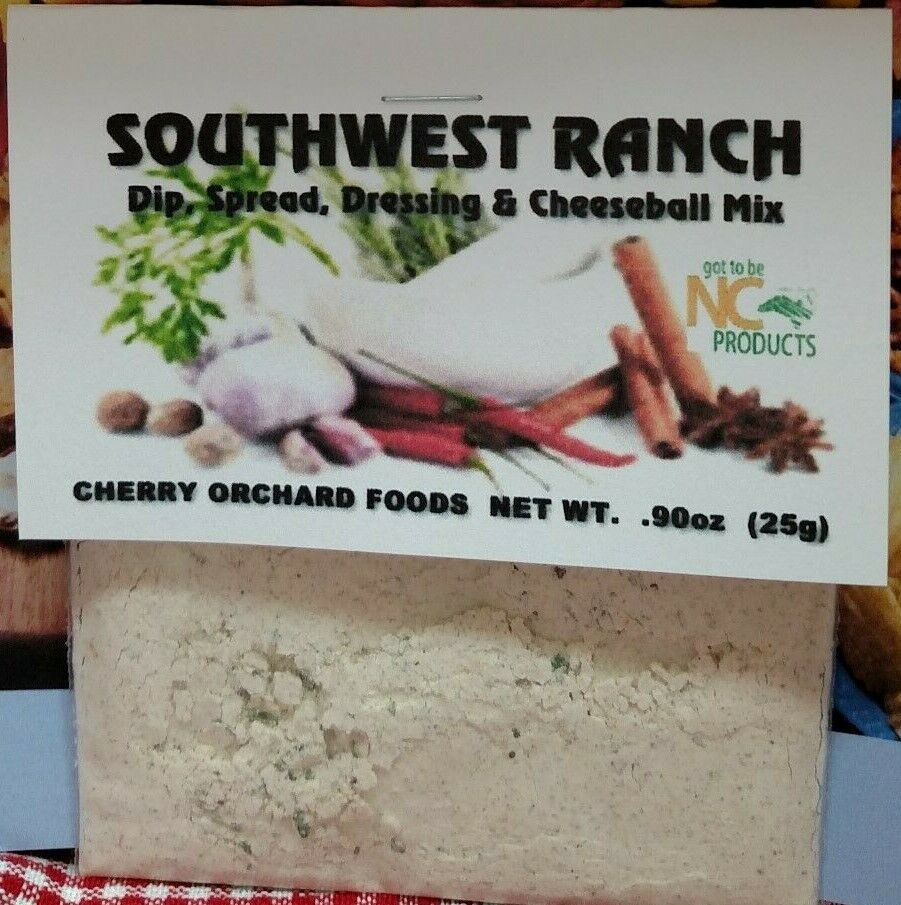 SOUTHWEST RANCH
Dip, Spread, Dressing & Cheeseball Mix
got to be
NC
PRODUCTS
CHERRY ORCHARD FOODS NET WT. .90oz (25g)